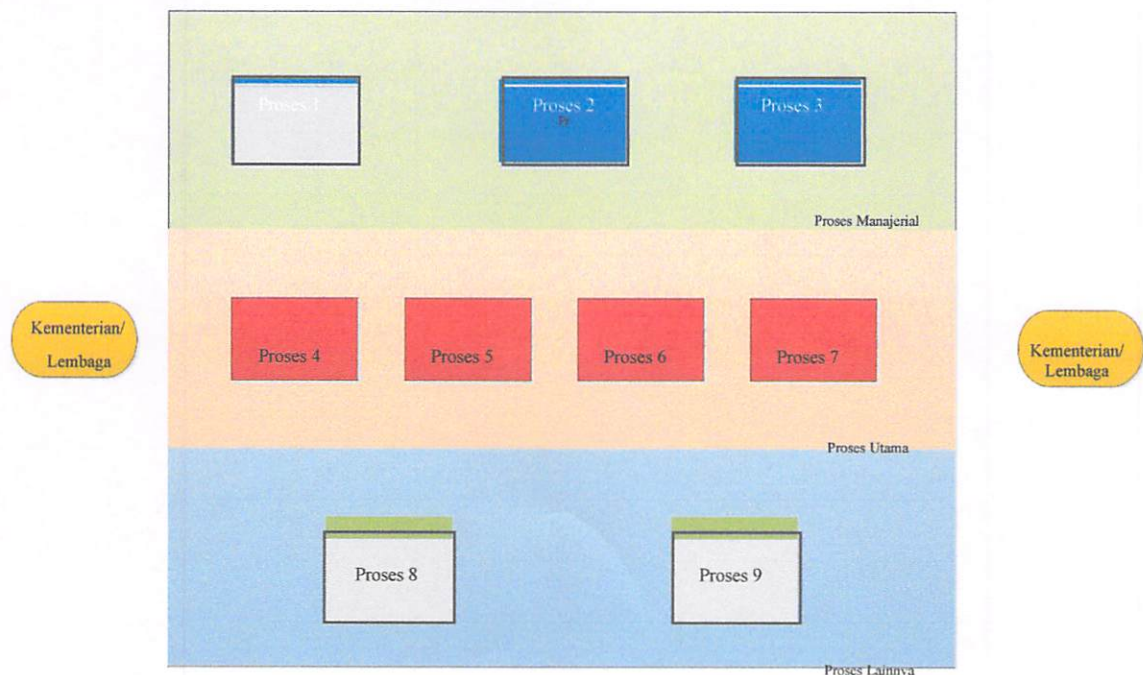 Proses 1
Proses 2
Pr
Proses 3
Proses Manajerial
Kementerian/
Lembaga
Proses 4
Proses 5
Proses 6
Proses 7
Kementerian/
Lembaga
Proses Utama
Proses 8
Proses 9
Proses Lainnya